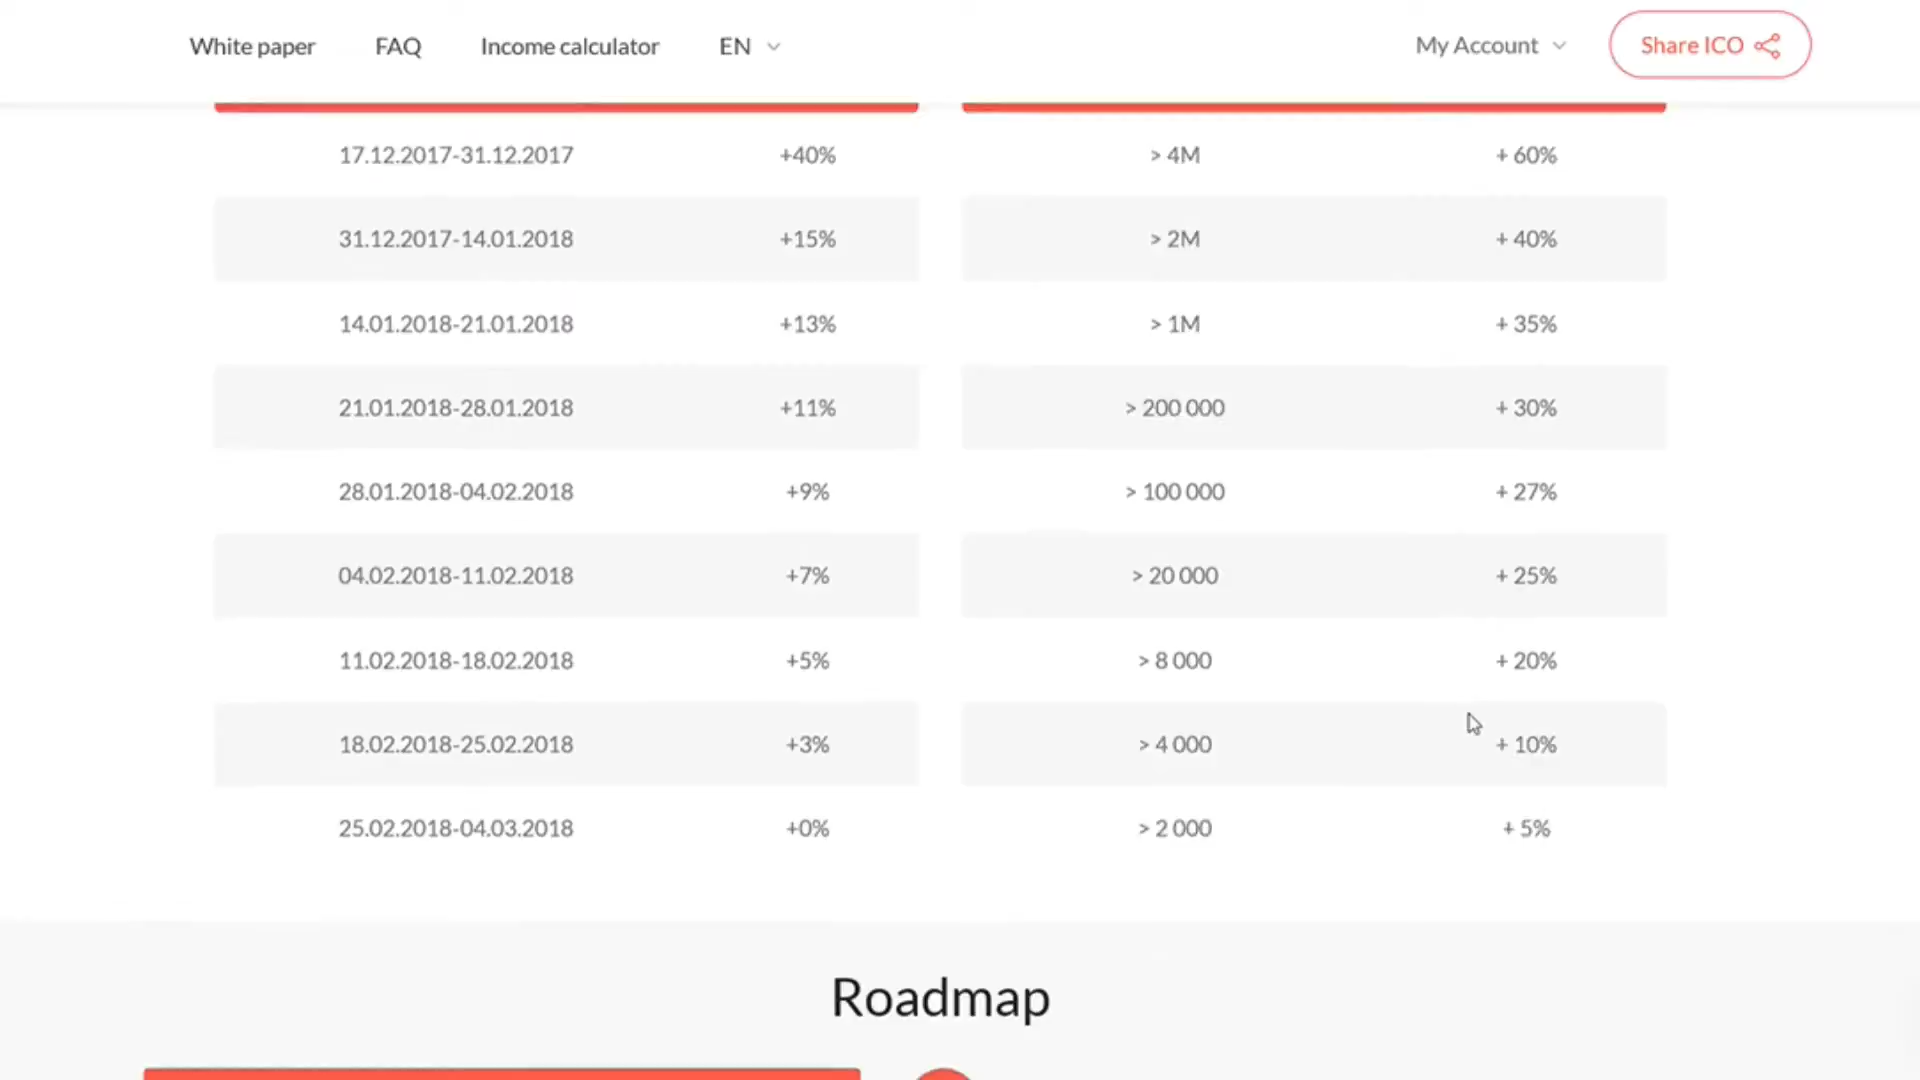 White paper FAQ Income calculator EN My Account Share ICO
17.12.2017-31.12.2017 +40% > 4M + 60%
31.12.2017-14.01.2018 +15% > 2M + 40%
14.01.2018-21.01.2018 +13% > 1M + 35%
21.01.2018-28.01.2018 +11% > 200 000 + 30%
28.01.2018-04.02.2018 +9% > 100 000 + 27%
04.02.2018-11.02.2018 +7% > 20 000 + 25%
11.02.2018-18.02.2018 +5% > 8 000 + 20%
18.02.2018-25.02.2018 +3% > 4 000 + 10%
25.02.2018-04.03.2018 +0% > 2 000 + 5%
Roadmap